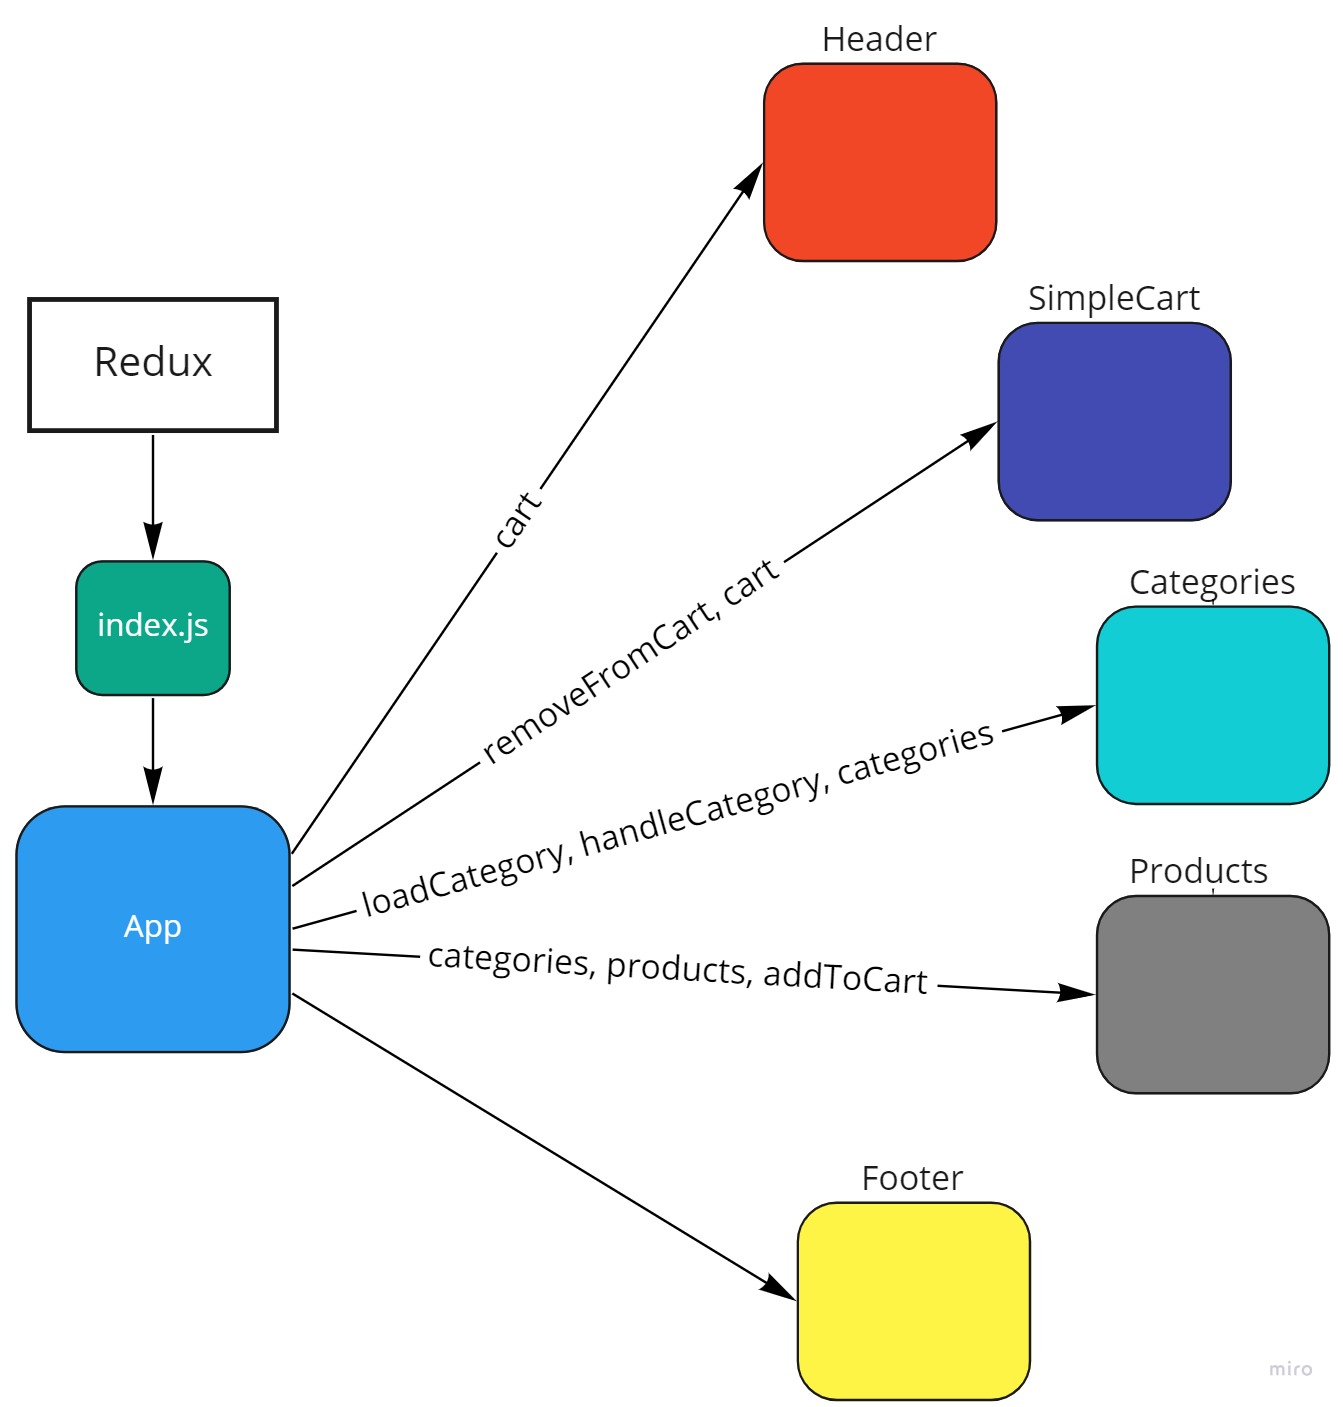 Header
SimpleCart
Redux
cart
removeFromCart, cart
Categories
index.js
loadCategory, handleCategory, categories
Products
App
categories, products, addToCart
Footer
miro